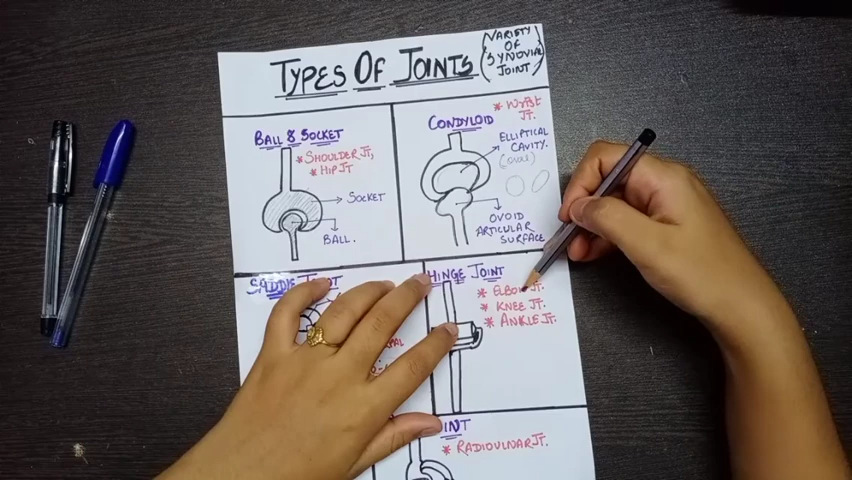 TYPES OF JOINTS
(VARIETY
OF
SYNOVIAL
JOINT)
BALL & SOCKET
* SHOULDER JT,
* HIP JT
SOCKET
BALL.
CONDYLOID
* WRIST
JT.
ELLIPTICAL
CAVITY.
(oval)
OVOID
ARTICULAR
SURFACE
SADDLE
HINGE JOINT
* ELBOW JT.
* KNEE JT.
* ANKLE JT.
* RADIOULNAR JT.